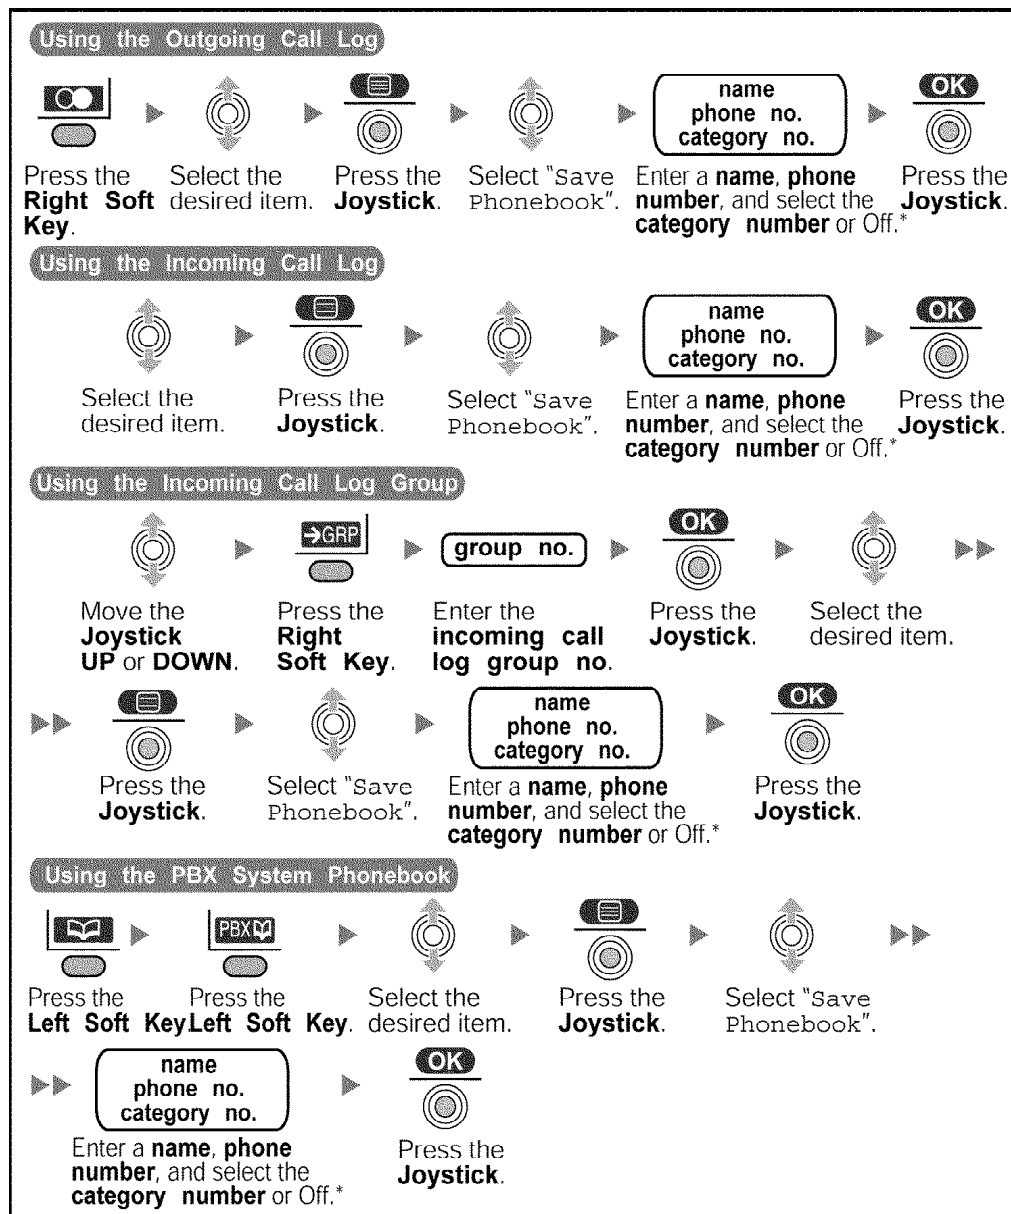 Using the Outgoing Call Log
OK
name
phone no.
category no.
Press the
Right Soft
Key.
Select the
desired item.
Press the
Joystick.
Select "Save
Phonebook".
Enter a name, phone
number, and select the
category number or Off.*
Press the
Joystick.
Using the Incoming Call Log
name
phone no.
category no.
OK
Select the
desired item.
Press the
Joystick.
Select "Save
Phonebook".
Enter a name, phone
number, and select the
category number or Off.*
Press the
Joystick.
Using the Incoming Call Log Group
→GRP
group no.
OK
Move the
Joystick
UP or DOWN.
Press the
Right
Soft Key.
Enter the
incoming call
log group no.
Press the
Joystick.
Select the
desired item.
name
phone no.
category no.
OK
Press the
Joystick.
Select "Save
Phonebook".
Enter a name, phone
number, and select the
category number or Off.*
Press the
Joystick.
Using the PBX System Phonebook
PBX
Press the
Left Soft Key.
Press the
Left Soft Key.
Select the
desired item.
Press the
Joystick.
Select "Save
Phonebook".
name
phone no.
category no.
OK
Enter a name, phone
number, and select the
category number or Off.*
Press the
Joystick.